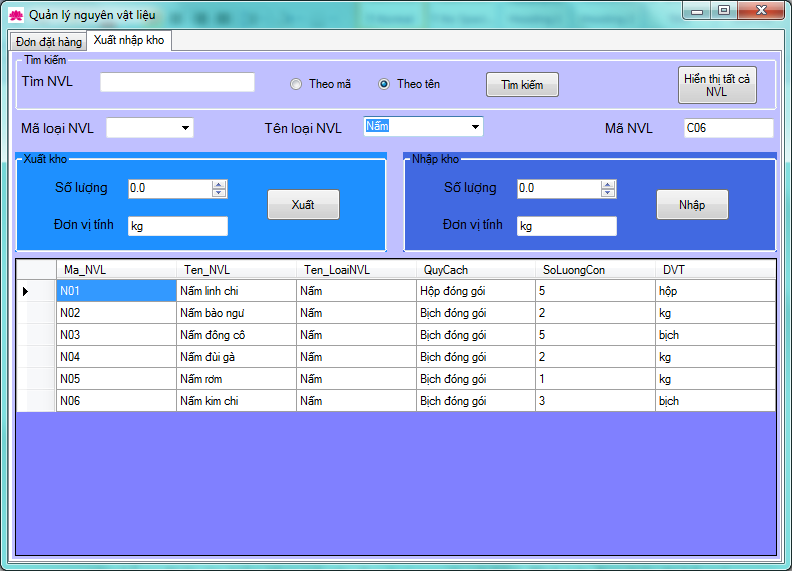 Quản lý nguyên vật liệu
Đơn đặt hàng Xuất nhập kho
Tìm kiếm
Tìm NVL Theo mã Theo tên Tìm kiếm Hiển thị tất cả
NVL
Mã loại NVL Tên loại NVL Nấm Mã NVL C06
Xuất kho Nhập kho
Số lượng 0.0 Xuất Số lượng 0.0 Nhập
Đơn vị tính kg Đơn vị tính kg
Ma_NVL Ten_NVL Ten_LoaiNVL QuyCach SoLuongCon DVT
N01 Nấm linh chi Nấm Hộp đóng gói 5 hộp
N02 Nấm bào ngư Nấm Bịch đóng gói 2 kg
N03 Nấm đông cô Nấm Bịch đóng gói 5 bịch
N04 Nấm đùi gà Nấm Bịch đóng gói 2 kg
N05 Nấm rơm Nấm Bịch đóng gói 1 kg
N06 Nấm kim chi Nấm Bịch đóng gói 3 bịch